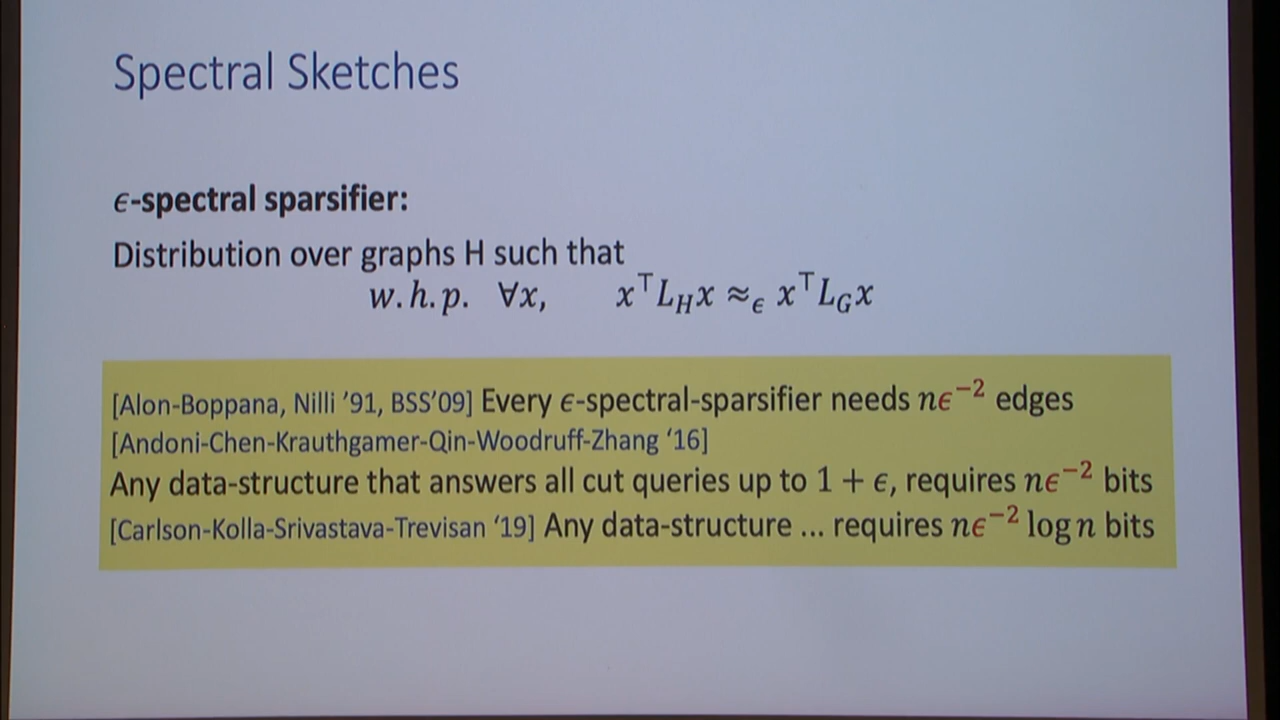 Spectral Sketches
ϵ-spectral sparsifier:
Distribution over graphs H such that
w.h.p. ∀x, x⊤L_Hx ≈_ϵ x⊤L_Gx
[Alon-Boppana, Nilli ‘91, BSS’09] Every ϵ-spectral-sparsifier needs nϵ⁻² edges
[Andoni-Chen-Krauthgamer-Qin-Woodruff-Zhang ‘16]
Any data-structure that answers all cut queries up to 1 + ϵ, requires nϵ⁻² bits
[Carlson-Kolla-Srivastava-Trevisan ‘19] Any data-structure ... requires nϵ⁻² log n bits